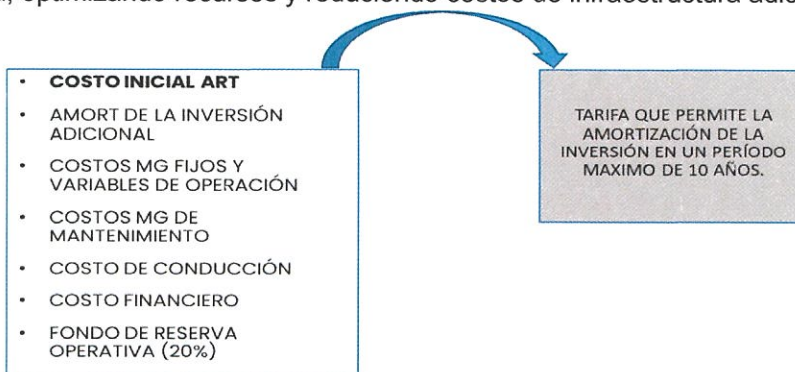 optimizando recursos y reduciendo costos de infraestructura
• COSTO INICIAL ART
• AMORT DE LA INVERSIÓN
ADICIONAL
• COSTOS MG FIJOS Y
VARIABLES DE OPERACIÓN
• COSTOS MG DE
MANTENIMIENTO
• COSTO DE CONDUCCIÓN
• COSTO FINANCIERO
• FONDO DE RESERVA
OPERATIVA (20%)
TARIFA QUE PERMITE LA
AMORTIZACIÓN DE LA
INVERSIÓN EN UN PERÍODO
MAXIMO DE 10 AÑOS.